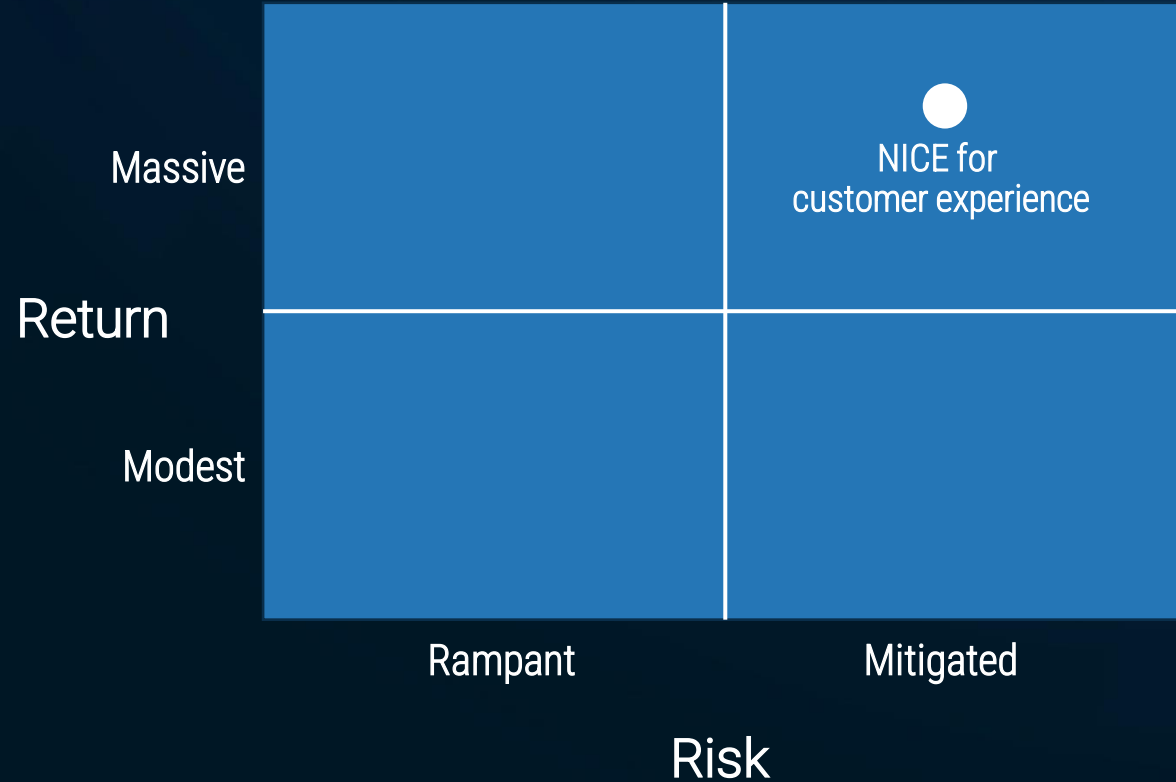 NICE for
customer experience
Massive
Return
Modest
Rampant
Mitigated
Risk